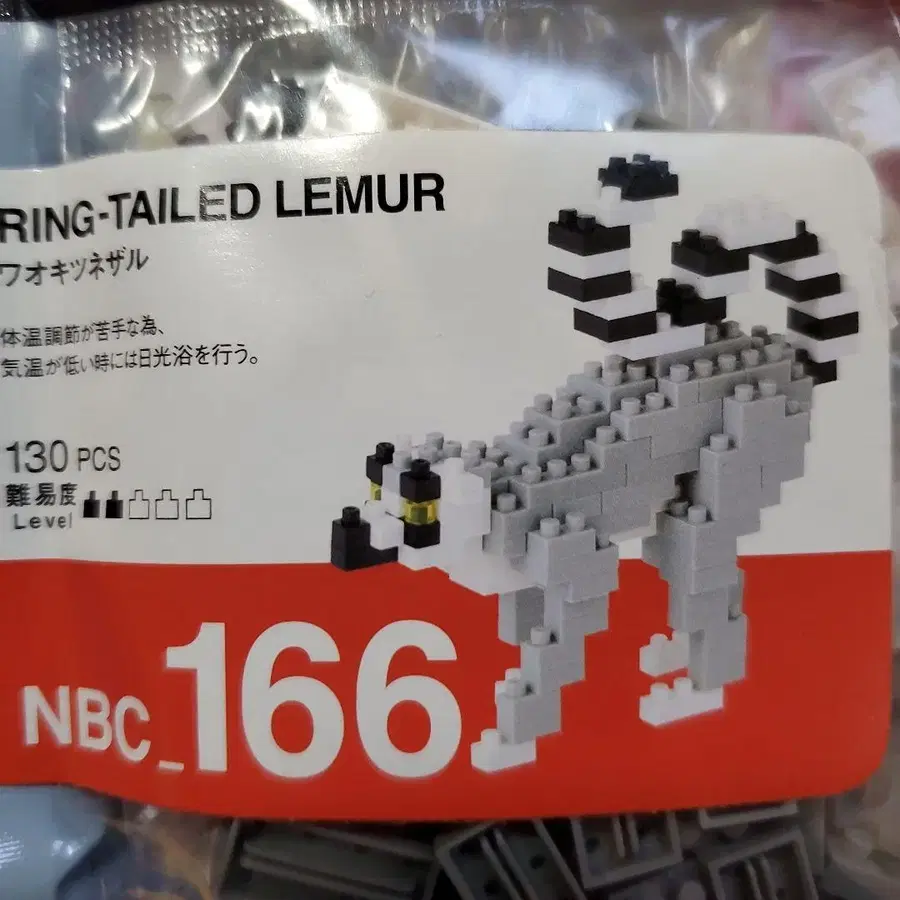 RING-TAILED LEMUR
ワオキツネザル
体温調節が苦手な為、
気温が低い時には日光浴を行う。
130 PCS
難易度
Level
NBC_166